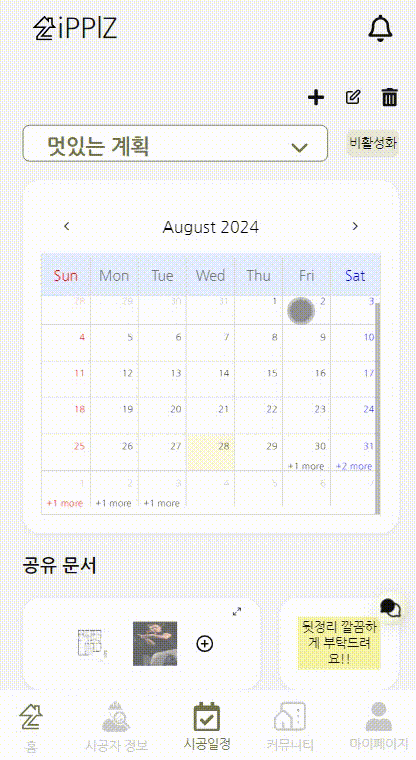 iPPlZ
멋있는 계획
비활성화
August 2024
Sun Mon Tue Wed Thu Fri Sat
28 29 30 31 1 2 3
4 5 6 7 8 9 10
11 12 13 14 15 16 17
18 19 20 21 22 23 24
25 26 27 28 29 30 31
+1 more +2 more
1 2 3 4 5 6 7
+1 more +1 more +1 more
공유 문서
뒷정리 깔끔하
게 부탁드려
요!!
홈 시공자 정보 시공일정 커뮤니티 마이페이지